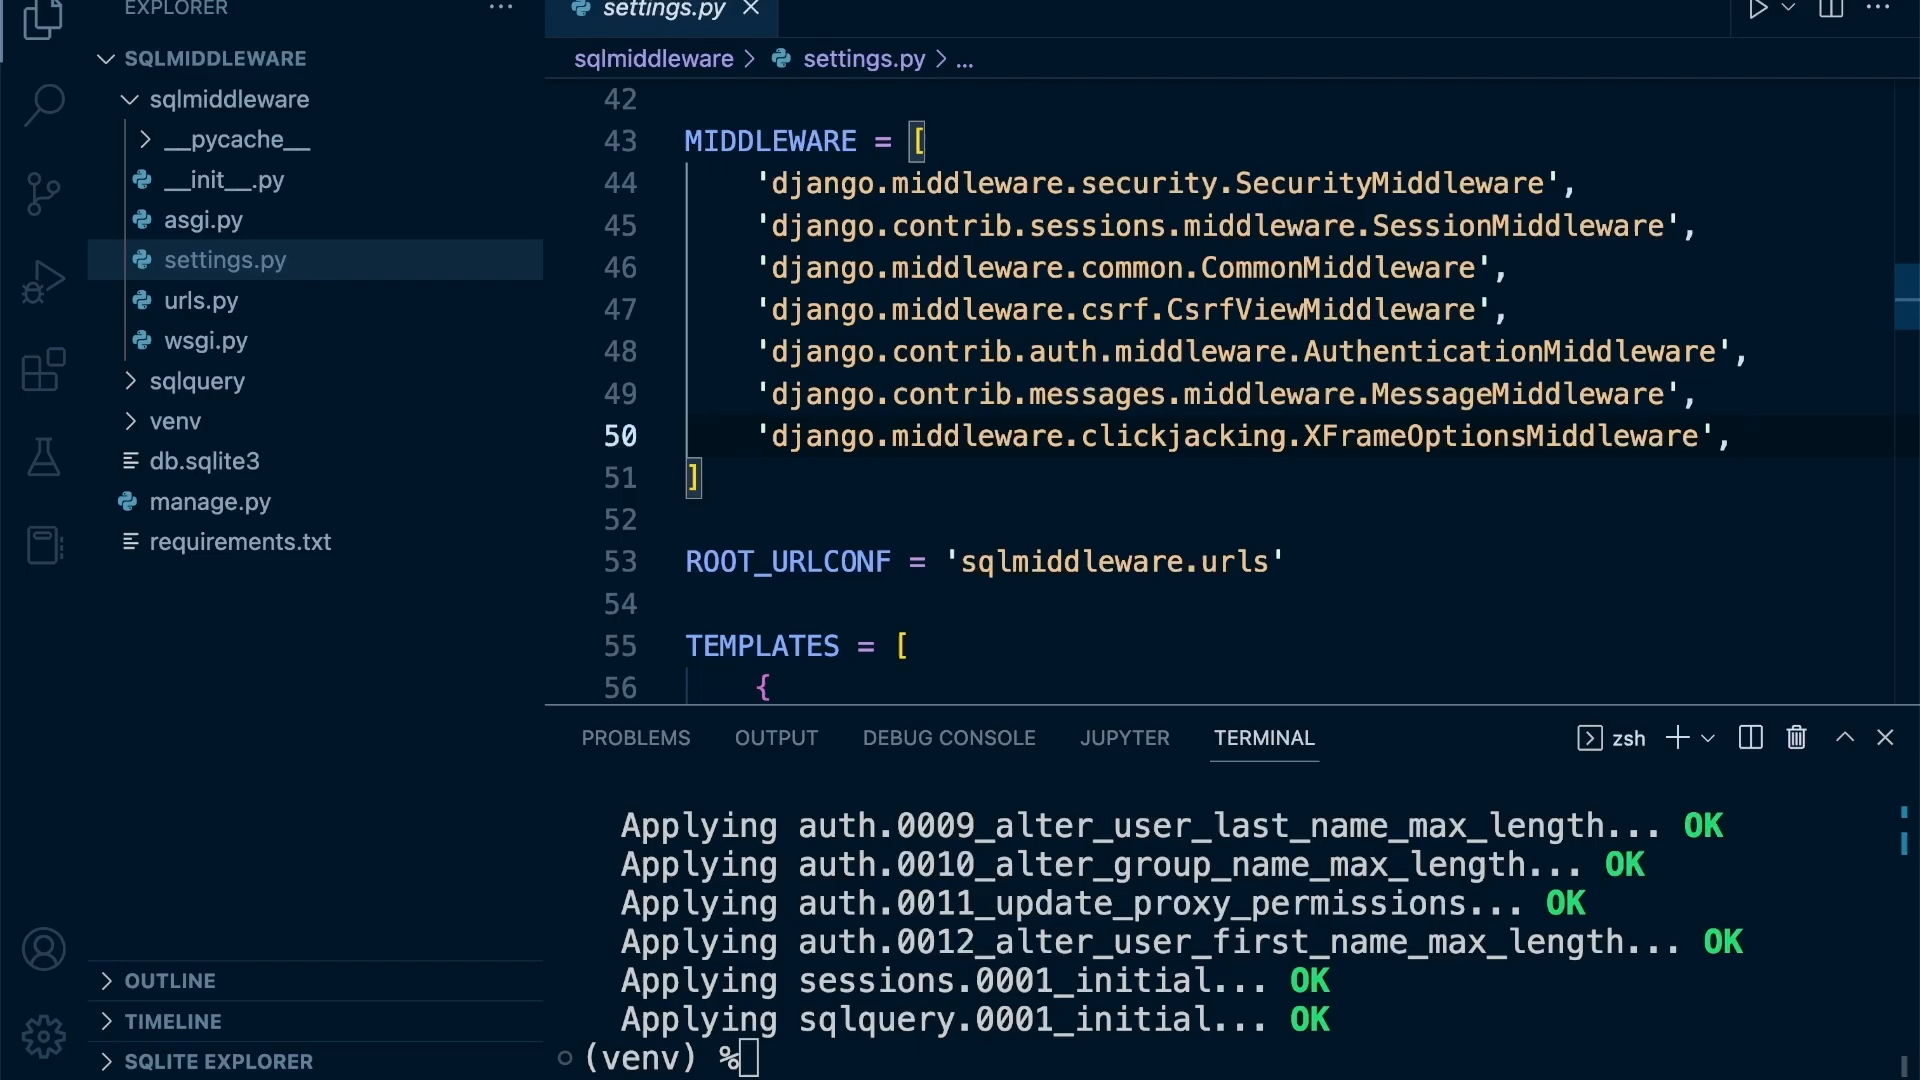 EXPLORER
SQLMIDDLEWARE
sqlmiddleware
__pycache__
__init__.py
asgi.py
settings.py
urls.py
wsgi.py
sqlquery
venv
db.sqlite3
manage.py
requirements.txt
OUTLINE
TIMELINE
SQLITE EXPLORER
settings.py
sqlmiddleware > settings.py > ...
42
43 MIDDLEWARE = [
44 'django.middleware.security.SecurityMiddleware',
45 'django.contrib.sessions.middleware.SessionMiddleware',
46 'django.middleware.common.CommonMiddleware',
47 'django.middleware.csrf.CsrfViewMiddleware',
48 'django.contrib.auth.middleware.AuthenticationMiddleware',
49 'django.contrib.messages.middleware.MessageMiddleware',
50 'django.middleware.clickjacking.XFrameOptionsMiddleware',
51 ]
52
53 ROOT_URLCONF = 'sqlmiddleware.urls'
54
55 TEMPLATES = [
56 {
PROBLEMS OUTPUT DEBUG CONSOLE JUPYTER TERMINAL zsh
Applying auth.0009_alter_user_last_name_max_length... OK
Applying auth.0010_alter_group_name_max_length... OK
Applying auth.0011_update_proxy_permissions... OK
Applying auth.0012_alter_user_first_name_max_length... OK
Applying sessions.0001_initial... OK
Applying sqlquery.0001_initial... OK
(venv) %